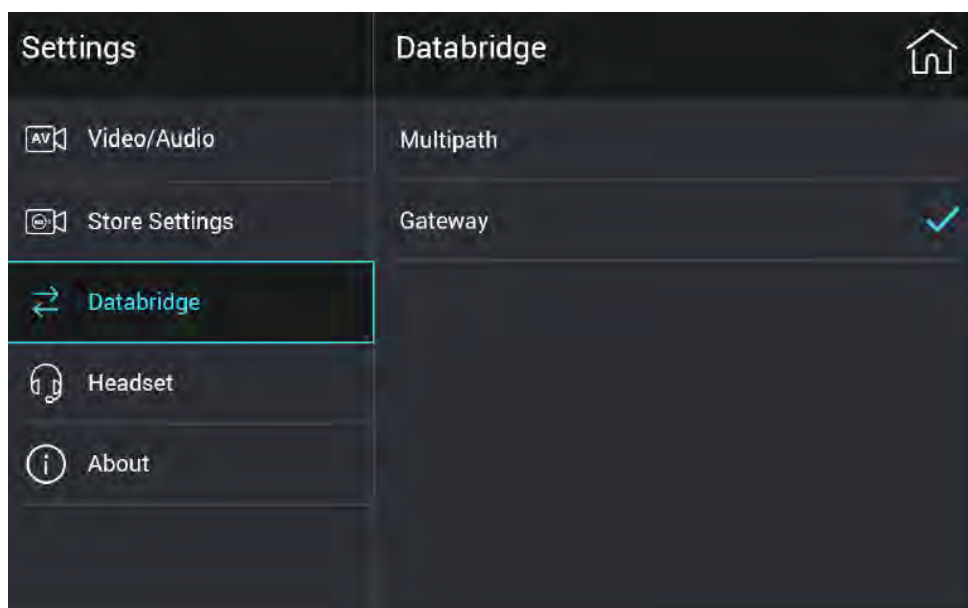 Settings
Databridge
AV
Video/Audio
Multipath
Store Settings
Gateway
Databridge
Headset
About